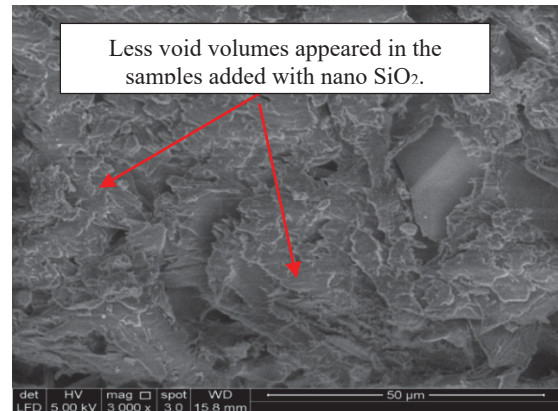 Less void volumes appeared in the
samples added with nano SiO₂.
det HV mag □ spot WD
LFD 5.00 kV 3 000 x 3.0 15.8 mm 50 µm